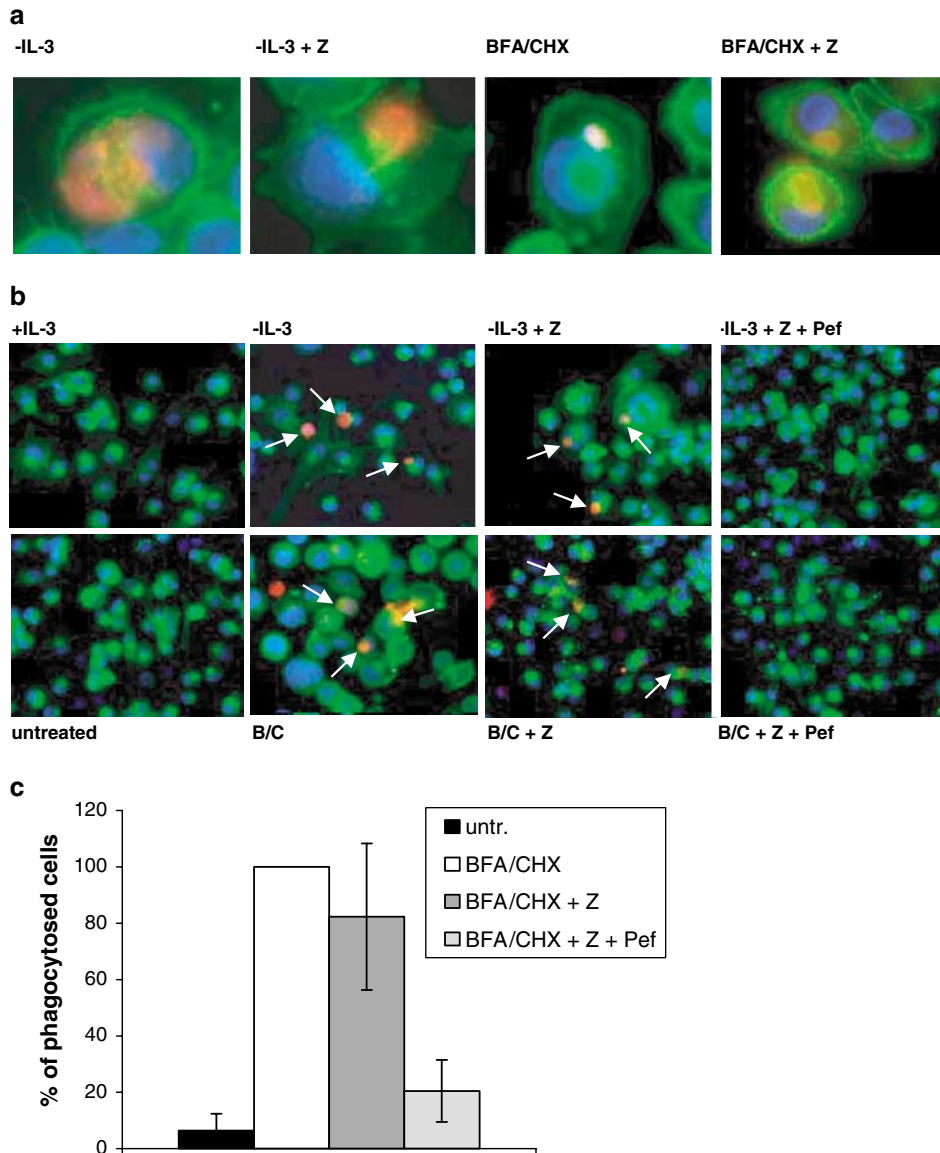 a
-IL-3
-IL-3 + Z
BFA/CHX
BFA/CHX + Z
b
+IL-3
-IL-3
-IL-3 + Z
-IL-3 + Z + Pef
untreated
B/C
B/C + Z
B/C + Z + Pef
c
% of phagocytosed cells
120
100
80
60
40
20
0
untr.
BFA/CHX
BFA/CHX + Z
BFA/CHX + Z + Pef